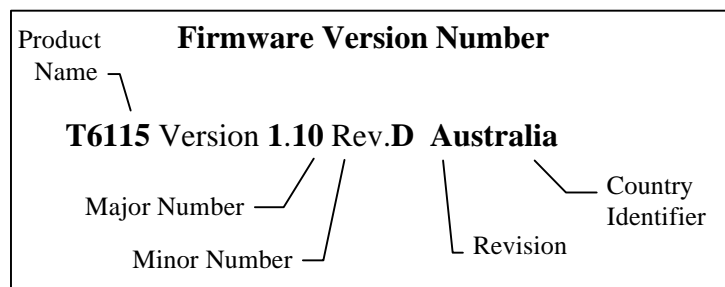 Firmware Version Number
Product
Name
T6115 Version 1.10 Rev.D Australia
Major Number
Country
Identifier
Minor Number
Revision